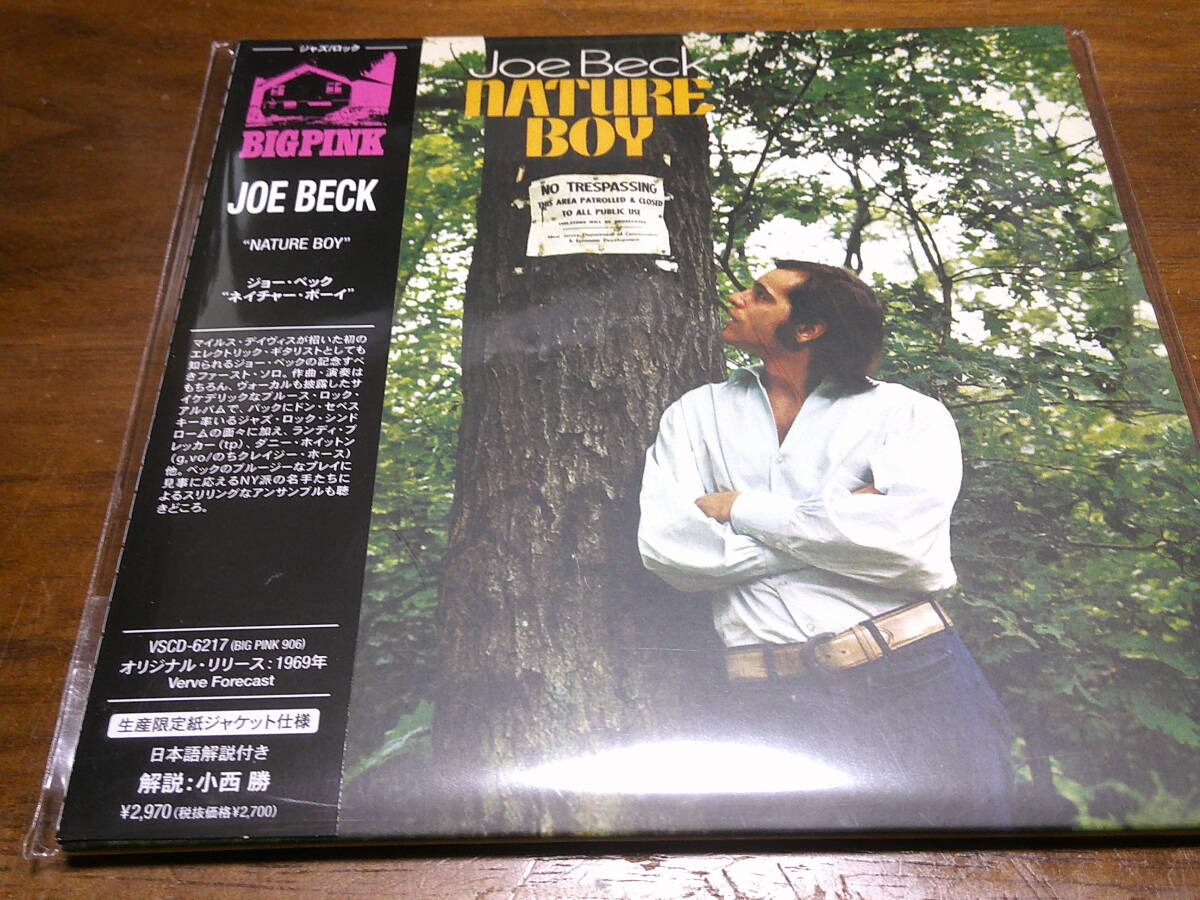 ジャズ/ロック
BIG PINK
JOE BECK
"NATURE BOY"
ジョー・ベック
"ネイチャー・ボーイ"
マイルス・デイヴィスが招いた初の
エレクトリック・ギタリストとしても
知られるジョー・ベックの記念すべ
きファースト・ソロ。作曲・演奏は
もちろん、ヴォーカルも披露したサ
イケデリックなブルース・ロック・
アルバムで、バックにドン・セベス
キー率いるジャズ・ロック・シンド
ロームの面々に加え、ランディ・ブ
レッカー(tp)、ダニー・ホイットン
(g,vo/のちクレイジー・ホース)
他。ベックのブルージーなプレイに
見事に応えるNY派の名手たちに
よるスリリングなアンサンブルも聴
きどころ。
VSCD-6217 (BIG PINK 906)
オリジナル・リリース:1969年
Verve Forecast
生産限定紙ジャケット仕様
日本語解説付き
解説:小西 勝
¥2,970 (税抜価格¥2,700)
Joe Beck
NATURE
BOY
NO TRESPASSING
THIS AREA PATROLLED & CLOSED
TO ALL PUBLIC USE
VIOLATORS WILL BE PROSECUTED
New Jersey Department of Conservation
& Economic Development